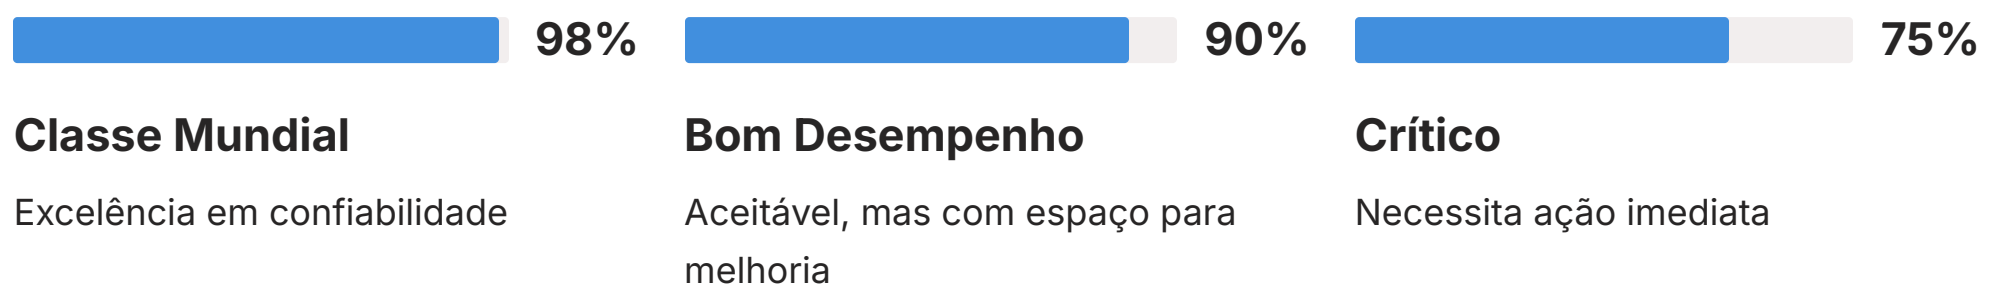 98%
90%
75%
Classe Mundial
Bom Desempenho
Crítico
Excelência em confiabilidade
Aceitável, mas com espaço para
melhoria
Necessita ação imediata